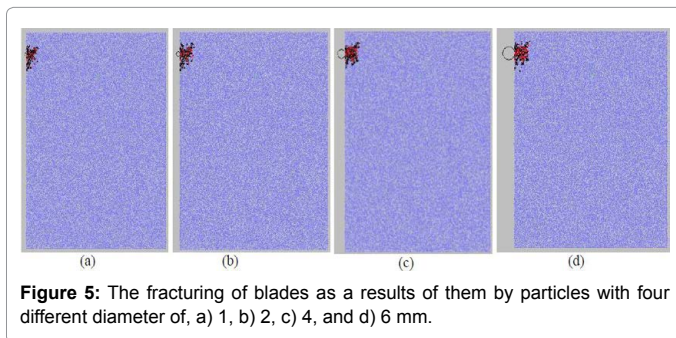 (a) (b) (c) (d)
Figure 5: The fracturing of blades as a results of them by particles with four
different diameter of, a) 1, b) 2, c) 4, and d) 6 mm.